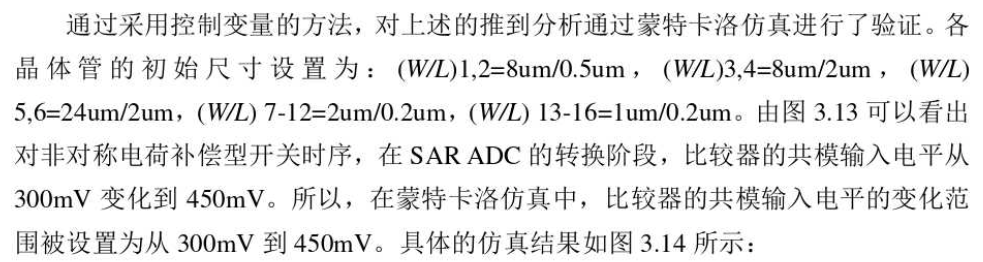 通过采用控制变量的方法，对上述的推到分析通过蒙特卡洛仿真进行了验证。各
晶体管的初始尺寸设置为：(W/L)1,2=8um/0.5um，(W/L)3,4=8um/2um，(W/L)
5,6=24um/2um，(W/L) 7-12=2um/0.2um，(W/L) 13-16=1um/0.2um。由图 3.13 可以看出
对非对称电荷补偿型开关时序，在 SAR ADC 的转换阶段，比较器的共模输入电平从
300mV 变化到 450mV。所以，在蒙特卡洛仿真中，比较器的共模输入电平的变化范
围被设置为从 300mV 到 450mV。具体的仿真结果如图 3.14 所示：